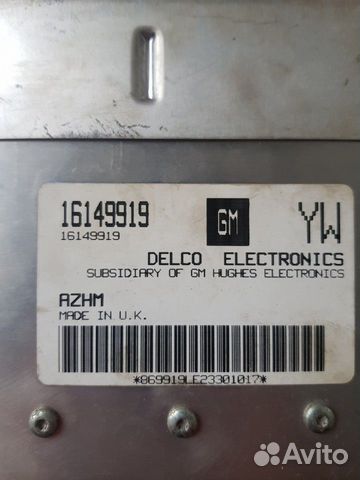 16149919
16149919
GM
YW
DELCO ELECTRONICS
SUBSIDIARY OF GM HUGHES ELECTRONICS
AZHM
MADE IN U.K.
*869919LE23301017*
Avito